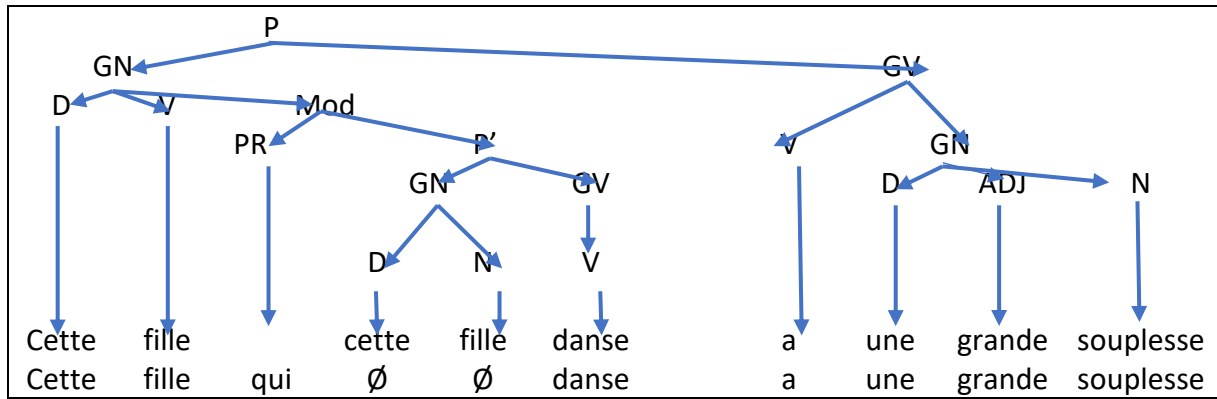 P
GN GV
D V Mod
PR P’ V GN
GN GV D ADJ N
D N V
Cette fille cette fille danse a une grande souplesse
Cette fille qui Ø Ø danse a une grande souplesse